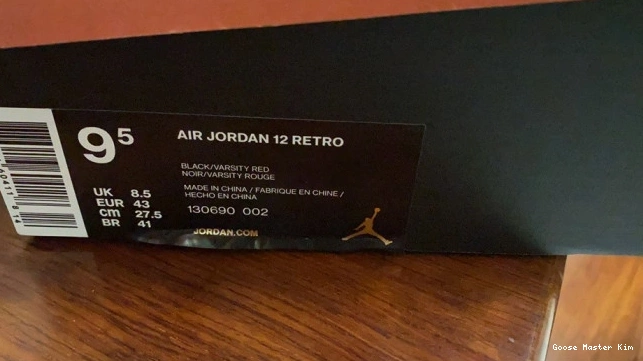 9⁵
AIR JORDAN 12 RETRO
BLACK/VARSITY RED
NOIR/VARSITY ROUGE
MADE IN CHINA / FABRIQUE EN CHINE /
HECHO EN CHINA
130690 002
UK 8.5
EUR 43
cm 27.5
BR 41
JORDAN.COM
Goose Master Kim